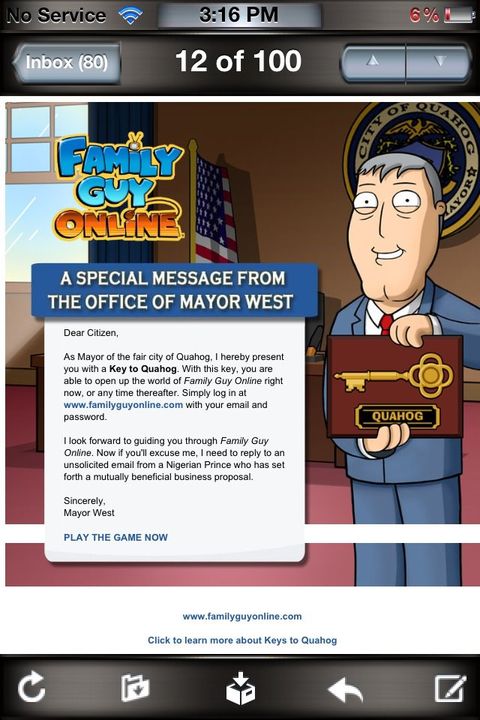 No Service 3:16 PM 6%
Inbox (80) 12 of 100
CITY OF QUAHOG
MAYOR
FAMILY
GUY
ONLINE
A SPECIAL MESSAGE FROM
THE OFFICE OF MAYOR WEST
Dear Citizen,
As Mayor of the fair city of Quahog, I hereby present
you with a Key to Quahog. With this key, you are
able to open up the world of Family Guy Online right
now, or any time thereafter. Simply log in at
www.familyguyonline.com with your email and
password.
I look forward to guiding you through Family Guy
Online. Now if you'll excuse me, I need to reply to an
unsolicited email from a Nigerian Prince who has set
forth a mutually beneficial business proposal.
Sincerely,
Mayor West
PLAY THE GAME NOW
QUAHOG
www.familyguyonline.com
Click to learn more about Keys to Quahog